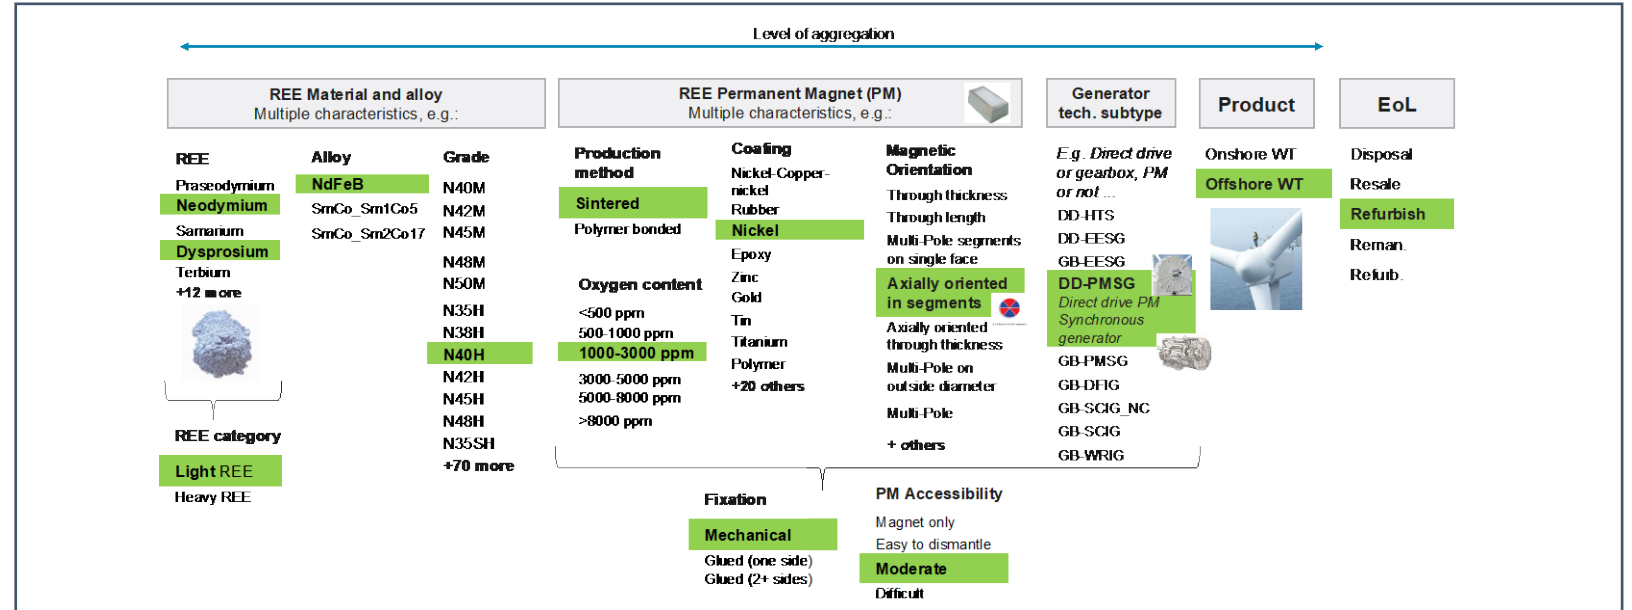 Level of aggregation
REE Material and alloy
Multiple characteristics, e.g.:
REE
Praseodymium
Neodymium
Samarium
Dysprosium
Terbium
+12 more
REE category
Light REE
Heavy REE
Alloy
NdFeB
SmCo_Sm1Co5
SmCo_Sm2Co17
Grade
N40M
N42M
N45M
N48M
N50M
N35H
N38H
N40H
N42H
N45H
N48H
N35SH
+70 more
REE Permanent Magnet (PM)
Multiple characteristics, e.g.:
Production
method
Sintered
Polymer bonded
Oxygen content
<500 ppm
500-1000 ppm
1000-3000 ppm
3000-5000 ppm
5000-8000 ppm
>8000 ppm
Coating
Nickel-Copper-
nickel
Rubber
Nickel
Epoxy
Zinc
Gold
Tin
Titanium
Polymer
+20 others
Magnetic
Orientation
Through thickness
Through length
Multi-Pole segments
on single face
Axially oriented
in segments
Axially oriented
through thickness
Multi-Pole on
outside diameter
Multi-Pole
+ others
Generator
tech. subtype
E.g. Direct drive
or gearbox, PM
or not ...
DD-HTS
DD-EESG
GB-EESG
DD-PMSG
Direct drive PM
Synchronous
generator
GB-PMSG
GB-DFIG
GB-SCIG_NC
GB-SCIG
GB-WRIG
Product
Onshore WT
Offshore WT
EoL
Disposal
Resale
Refurbish
Reman.
Refurb.
Fixation
Mechanical
Glued (one side)
Glued (2+ sides)
PM Accessibility
Magnet only
Easy to dismantle
Moderate
Difficult